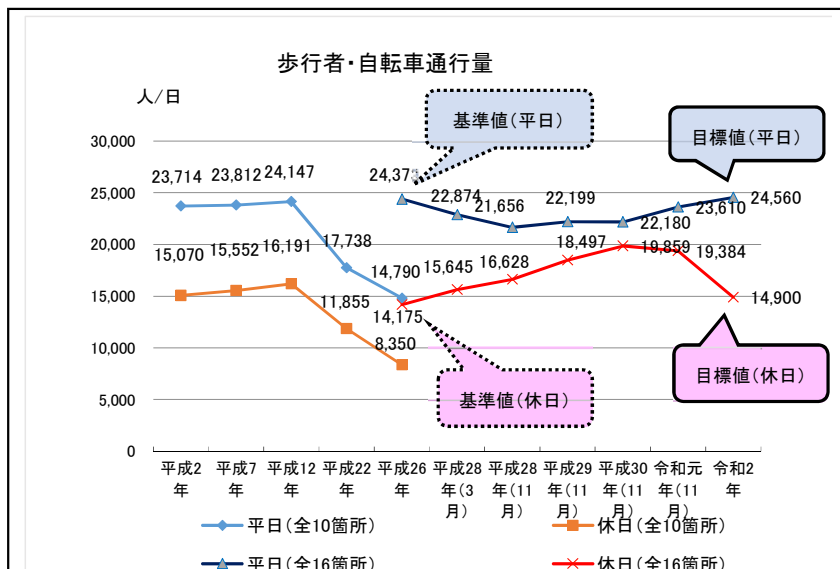 歩行者・自転車通行量
人/日
基準値(平日)
目標値(平日)
30,000
25,000
20,000
15,000
10,000
5,000
0
23,714
23,812
24,147
17,738
14,790
24,373
22,874
21,656
22,199
22,180
23,610
24,560
15,070
15,552
16,191
11,855
8,350
14,175
15,645
16,628
18,497
19,859
19,384
14,900
基準値(休日)
目標値(休日)
平成2
年
平成7
年
平成12
年
平成22
年
平成26
年
平成28
年(3
月)
平成28
年(11
月)
平成29
年(11
月)
平成30
年(11
月)
令和元
年(11
月)
令和2
年
平日(全10箇所)
休日(全10箇所)
平日(全16箇所)
休日(全16箇所)